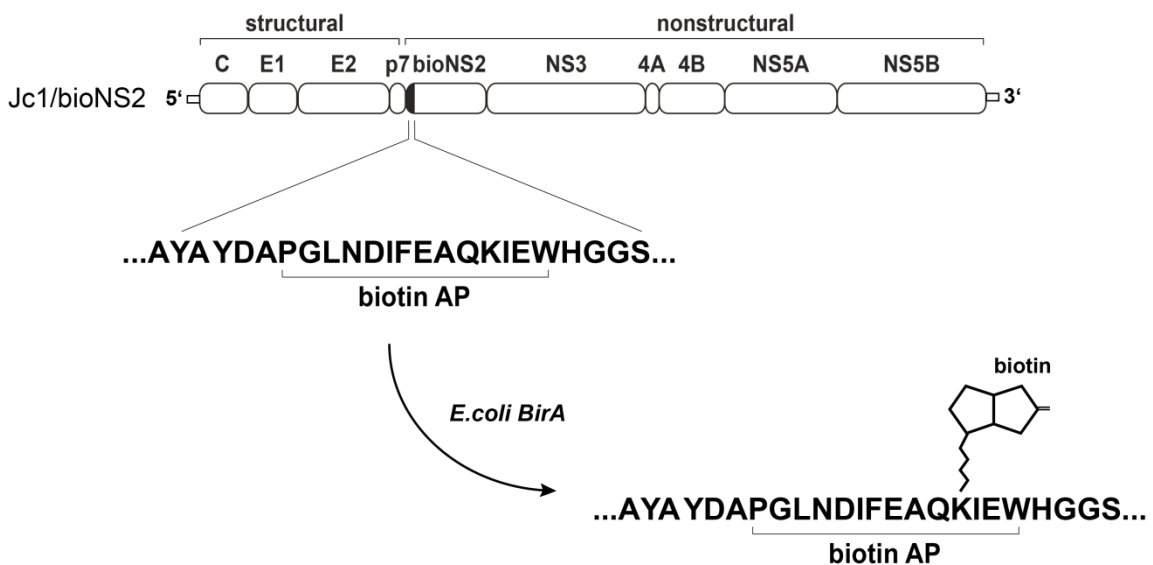 structural nonstructural
C E1 E2 p7 bioNS2 NS3 4A 4B NS5A NS5B
Jc1/bioNS2 5‘ 3‘
...AYAYDAPGLNDIFEAQKIEWHGGS...
biotin AP
E.coli BirA
biotin
...AYAYDAPGLNDIFEAQKIEWHGGS...
biotin AP